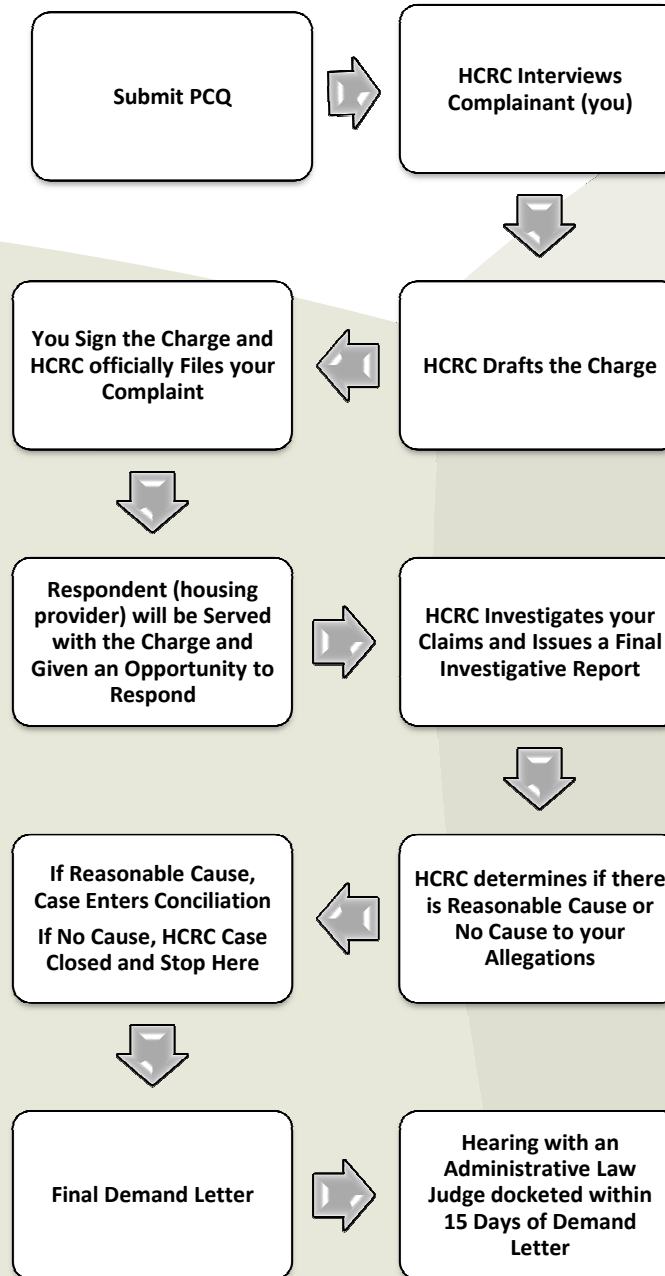 Submit PCQ
HCRC Interviews
Complainant (you)
HCRC Drafts the Charge
You Sign the Charge and
HCRC officially Files your
Complaint
Respondent (housing
provider) will be Served
with the Charge and
Given an Opportunity to
Respond
HCRC Investigates your
Claims and Issues a Final
Investigative Report
HCRC determines if there
is Reasonable Cause or
No Cause to your
Allegations
If Reasonable Cause,
Case Enters Conciliation
If No Cause, HCRC Case
Closed and Stop Here
Final Demand Letter
Hearing with an
Administrative Law
Judge docketed within
15 Days of Demand
Letter